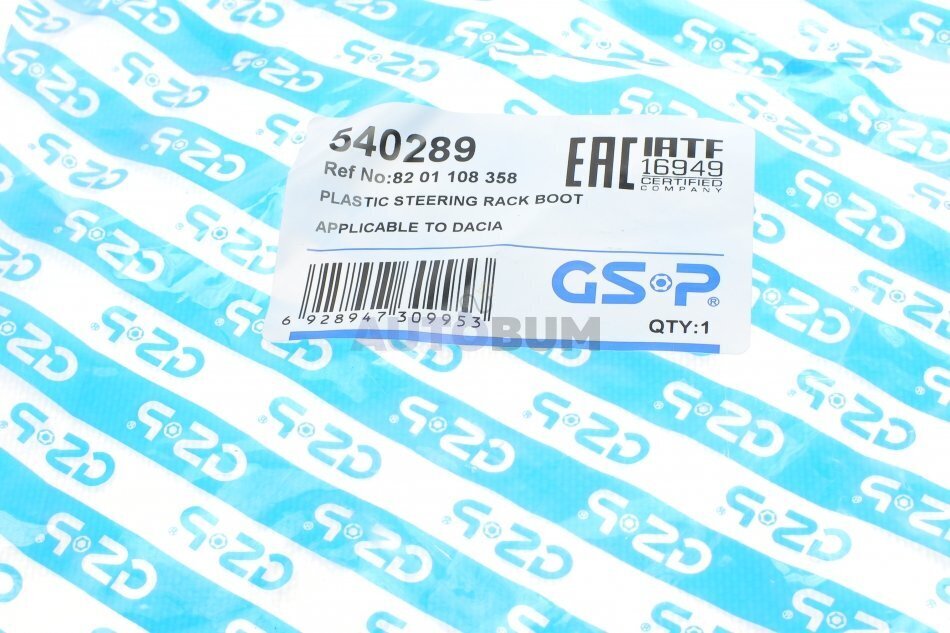 540289
Ref No:82 01 108 358
PLASTIC STEERING RACK BOOT
APPLICABLE TO DACIA
EAC
IATF
16949
CERTIFIED
COMPANY
GSP®
6 928947 309953
QTY:1
AUTOBUM